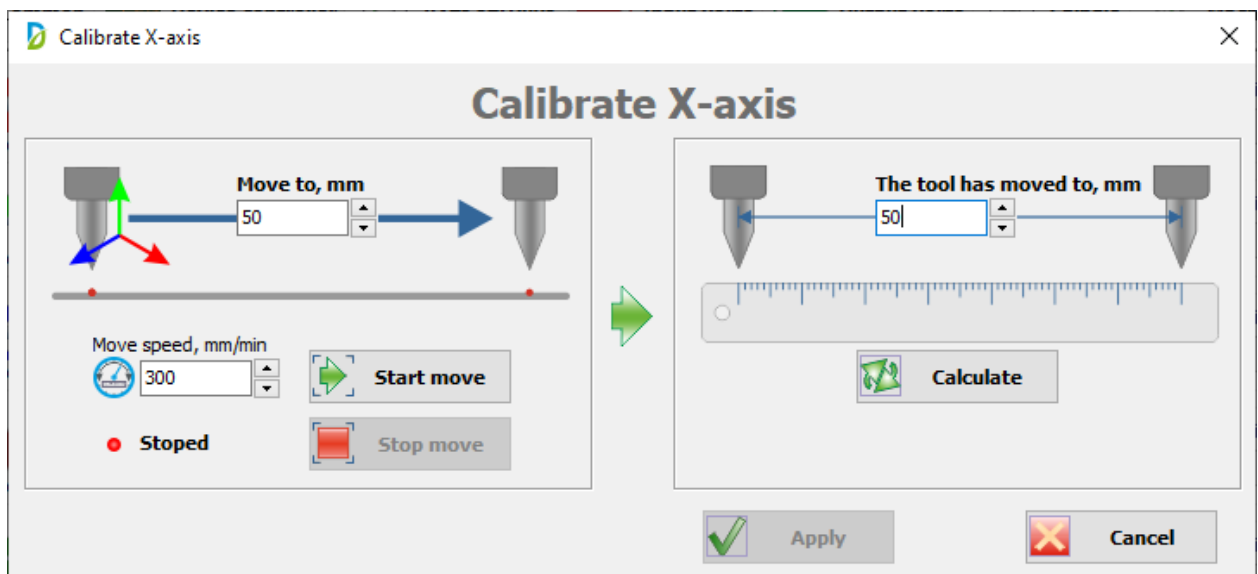 Calibrate X-axis
Calibrate X-axis
Move to, mm
50
Move speed, mm/min
300
Start move
Stoped
Stop move
The tool has moved to, mm
50
Calculate
Apply
Cancel